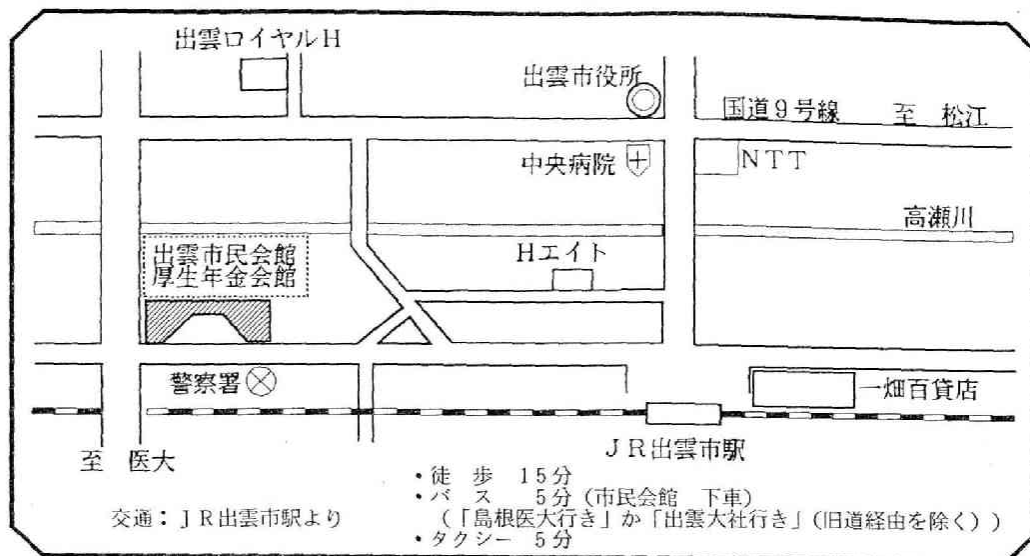 出雲ロイヤルH
出雲市役所
国道9号線 至 松江
中央病院
NTT
高瀬川
Hエイト
出雲市民会館
厚生年金会館
警察署
一畑百貨店
JR出雲市駅
至 医大
・徒 歩 15分
・バ ス 5分(市民会館 下車)
交通:JR出雲市駅より
(「島根医大行き」か「出雲大社行き」(旧道経由を除く))
・タクシー 5分